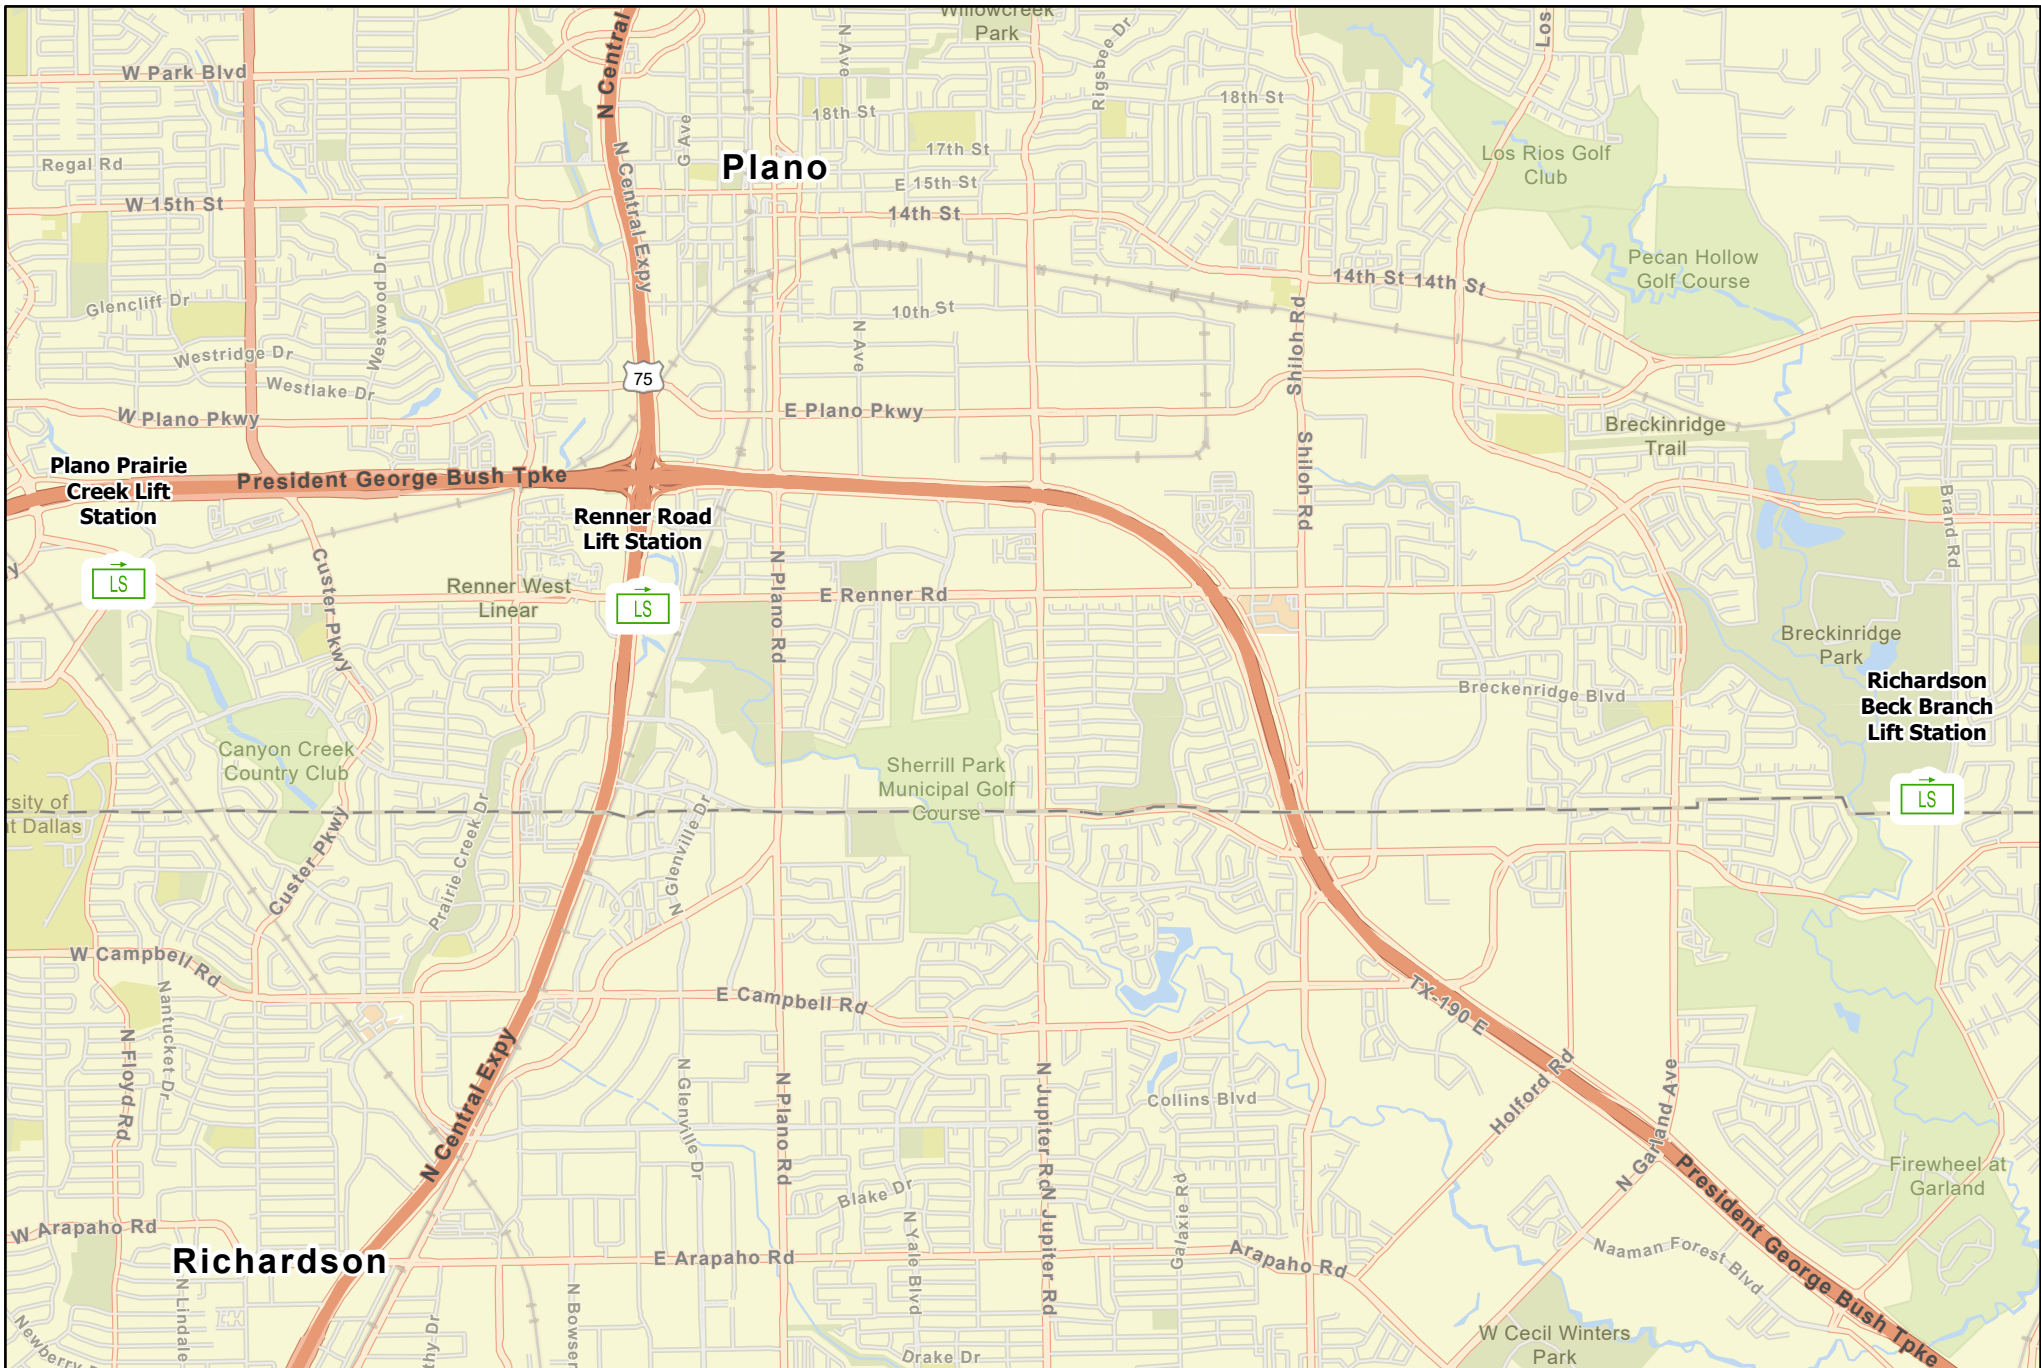 Willowcreek
Park
N Central
Los
W Park Blvd
N Ave
Rigsbee Dr
18th St
18th St
G Ave
N Central Expy
Regal Rd
Plano
17th St
E 15th St
Los Rios Golf
Club
W 15th St
14th St
Pecan Hollow
Golf Course
14th St 14th St
Glencliff Dr
Westwood Dr
10th St
N Ave
Shiloh Rd
Westridge Dr
Westlake Dr
75
W Plano Pkwy
E Plano Pkwy
Breckinridge
Trail
Plano Prairie
Creek Lift
Station
President George Bush Tpke
Shiloh Rd
Brand Rd
Renner Road
Lift Station
LS
Custer Pkwy
Renner West
Linear
LS
N Plano Rd
E Renner Rd
Breckinridge
Park
Breckenridge Blvd
Richardson
Beck Branch
Lift Station
LS
Canyon Creek
Country Club
Sherrill Park
Municipal Golf
Course
rsity of
at Dallas
Custer Pkwy
Prairie Creek Dr
N Glenville Dr
W Campbell Rd
Nantucket Dr
N Floyd Rd
E Campbell Rd
TX-190 E
N Central Expy
N Glenville Dr
N Plano Rd
N Jupiter Rd
Collins Blvd
Holford Rd
N Garland Ave
Blake Dr
N Yale Blvd
N Jupiter Rd
Galaxie Rd
Firewheel at
Garland
President George Bush Tpke
W Arapaho Rd
Richardson
E Arapaho Rd
Arapaho Rd
Naaman Forest Blvd
N Lindale
N Bowser
Newberry
thy Dr
Drake Dr
W Cecil Winters
Park